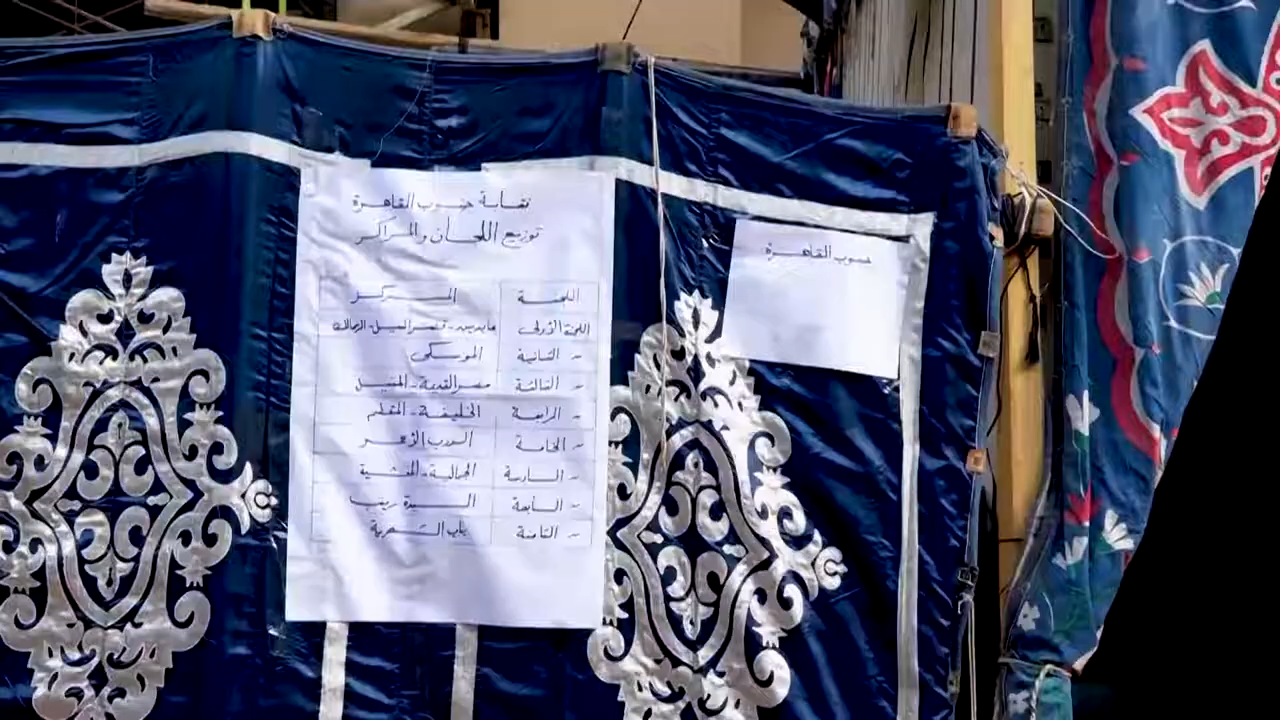 نقابة جنوب القاهرة
توزيع اللجان والمراكز
اللجنة المركز
اللجنة الأولى عابدين - قصر النيل - الزمالك
~ الثانية الموسكى
~ الثالثة مصر القديمة - المنيل
~ الرابعة الخليفة - المقطم
~ الخامسة الدرب الأحمر
~ السادسة الجمالية - المنشية
~ السابعة السيدة زينب
~ الثامنة باب الشعرية
جنوب القاهرة